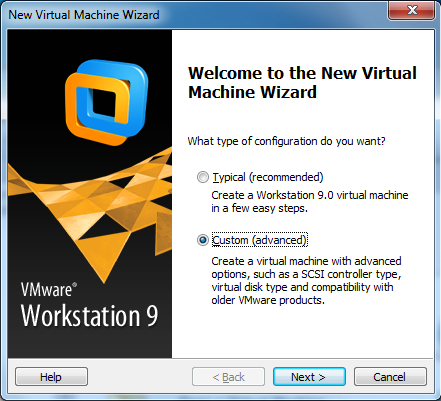 New Virtual Machine Wizard
Welcome to the New Virtual
Machine Wizard
What type of configuration do you want?
Typical (recommended)
Create a Workstation 9.0 virtual machine
in a few easy steps.
Custom (advanced)
Create a virtual machine with advanced
options, such as a SCSI controller type,
virtual disk type and compatibility with
older VMware products.
VMware®
Workstation 9
Help
< Back
Next >
Cancel